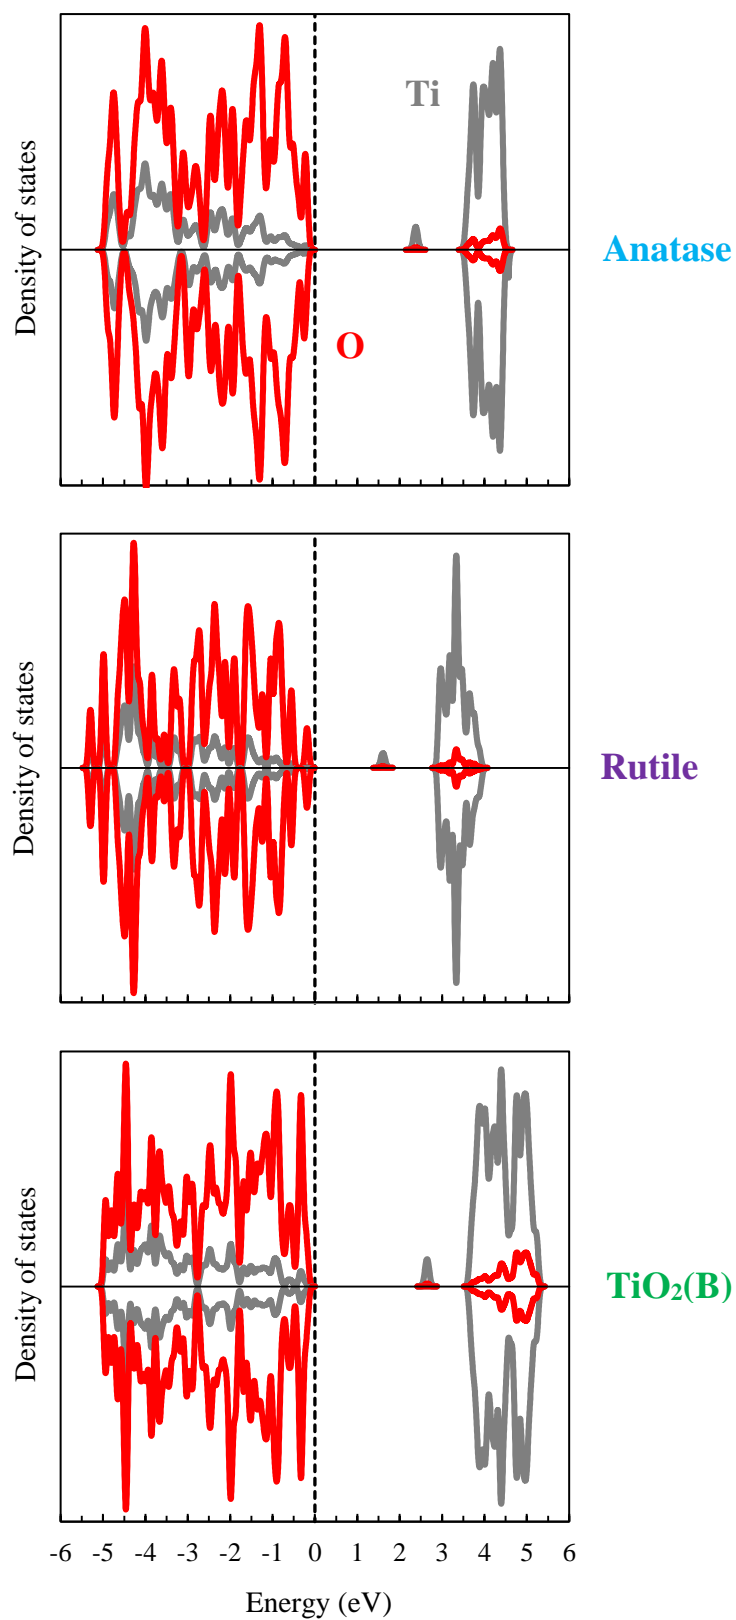 Density of states
Ti
O
Anatase
Density of states
Rutile
Density of states
TiO₂(B)
-6 -5 -4 -3 -2 -1 0 1 2 3 4 5 6
Energy (eV)